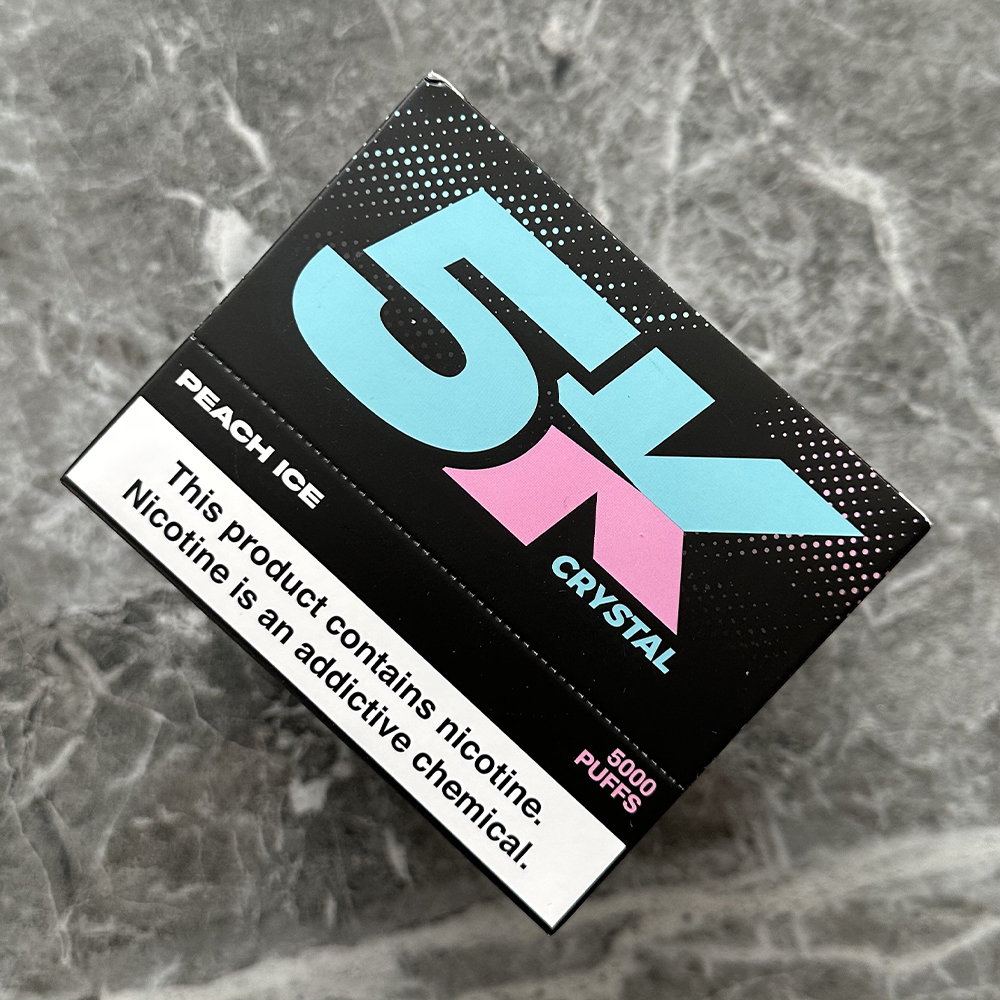 5K
CRYSTAL
PEACH ICE
5000
PUFFS
This product contains nicotine.
Nicotine is an addictive chemical.